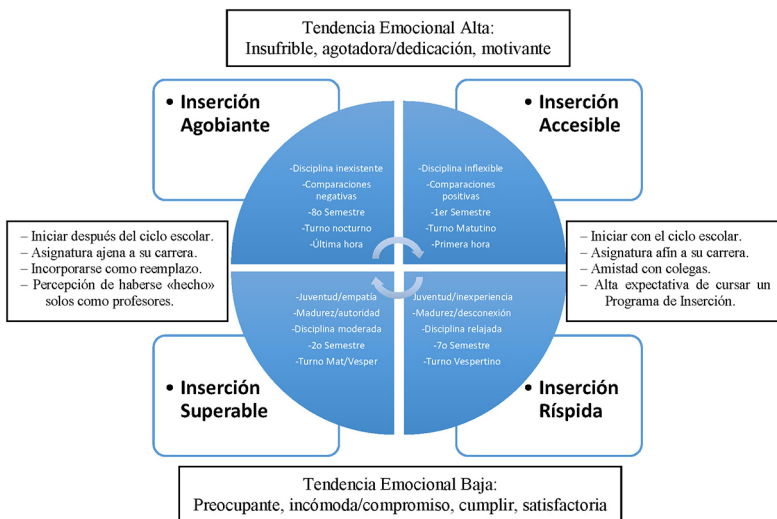 Tendencia Emocional Alta:
Insufrible, agotadora/dedicación, motivante
• Inserción
Agobiante
• Inserción
Accesible
-Disciplina inexistente
-Comparaciones
negativas
-8o Semestre
-Turno nocturno
-Última hora
-Disciplina inflexible
-Comparaciones
positivas
-1er Semestre
-Turno Matutino
-Primera hora
– Iniciar después del ciclo escolar.
– Asignatura ajena a su carrera.
– Incorporarse como reemplazo.
– Percepción de haberse «hecho»
solos como profesores.
– Iniciar con el ciclo escolar.
– Asignatura afín a su carrera.
– Amistad con colegas.
– Alta expectativa de cursar un
Programa de Inserción.
-Juventud/empatía
-Madurez/autoridad
-Disciplina moderada
-2o Semestre
-Turno Mat/Vesper
-Juventud/inexperiencia
-Madurez/desconexión
-Disciplina relajada
-7o Semestre
-Turno Vespertino
• Inserción
Superable
• Inserción
Ríspida
Tendencia Emocional Baja:
Preocupante, incómoda/compromiso, cumplir, satisfactoria